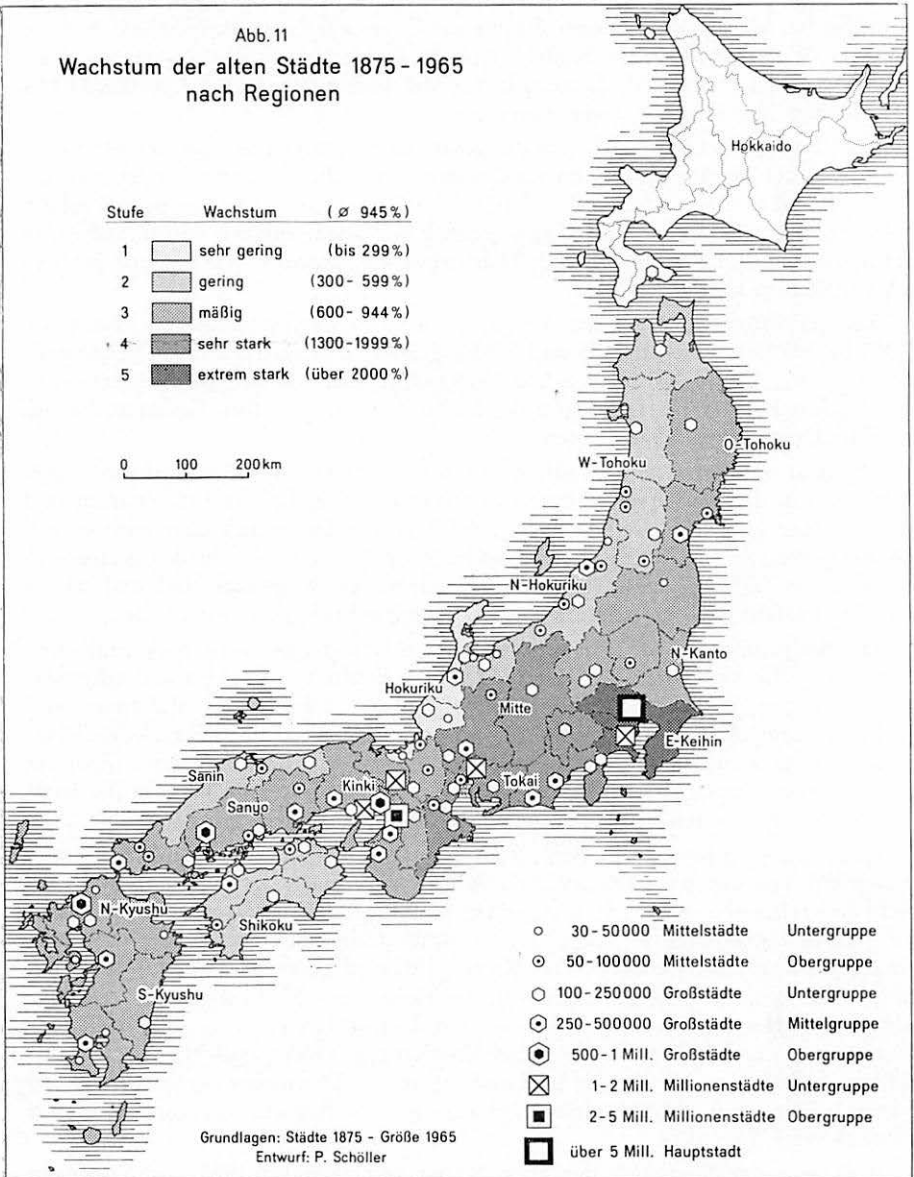 Abb. 11
Wachstum der alten Städte 1875 - 1965
nach Regionen
Stufe Wachstum (⌀ 945%)
1 sehr gering (bis 299%)
2 gering (300 - 599%)
3 mäßig (600 - 944%)
4 sehr stark (1300-1999%)
5 extrem stark (über 2000%)
0 100 200 km
Hokkaido
O-Tohoku
W-Tohoku
N-Hokuriku
N-Kanto
Hokuriku
Mitte
E-Keihin
Sanin
Kinki
Tokai
Sanyo
N-Kyushu
Shikoku
S-Kyushu
30 - 50000 Mittelstädte Untergruppe
50 - 100000 Mittelstädte Obergruppe
100 - 250000 Großstädte Untergruppe
250 - 500000 Großstädte Mittelgruppe
500 - 1 Mill. Großstädte Obergruppe
1 - 2 Mill. Millionenstädte Untergruppe
2 - 5 Mill. Millionenstädte Obergruppe
über 5 Mill. Hauptstadt
Grundlagen: Städte 1875 - Größe 1965
Entwurf: P. Schöller